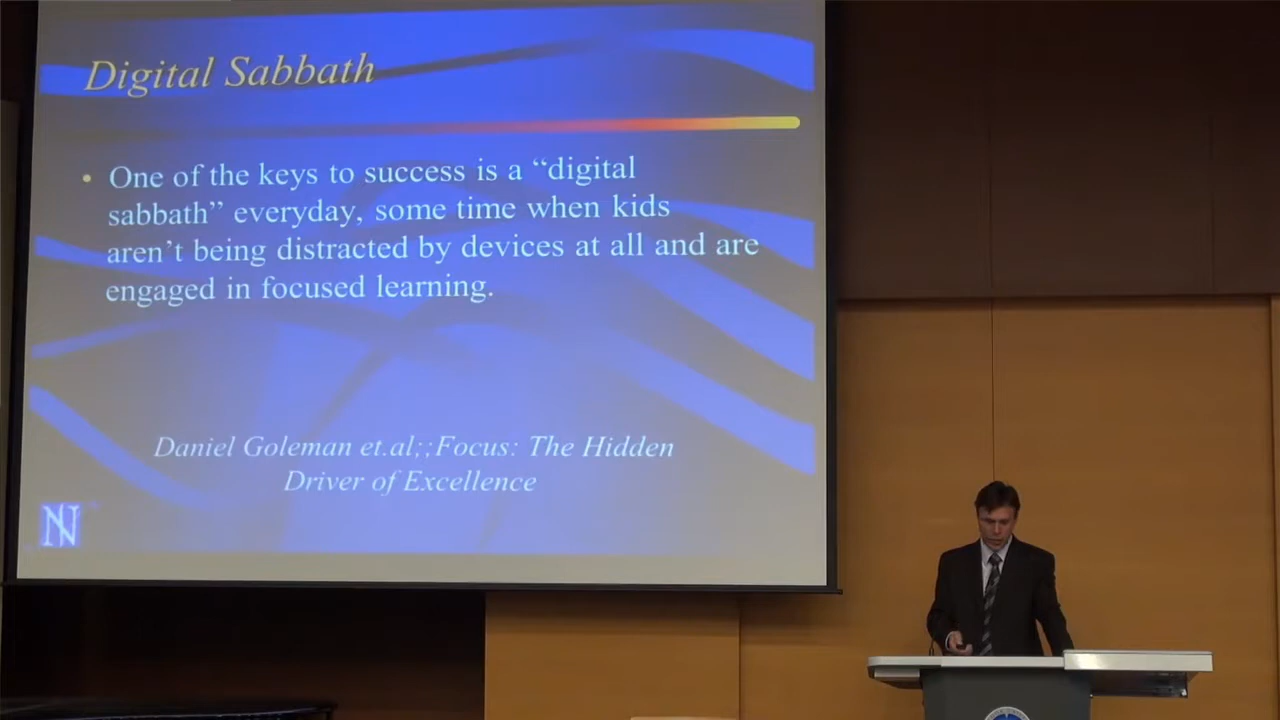 Digital Sabbath
• One of the keys to success is a “digital
sabbath” everyday, some time when kids
aren’t being distracted by devices at all and are
engaged in focused learning.
Daniel Goleman et.al;;Focus: The Hidden
Driver of Excellence
N